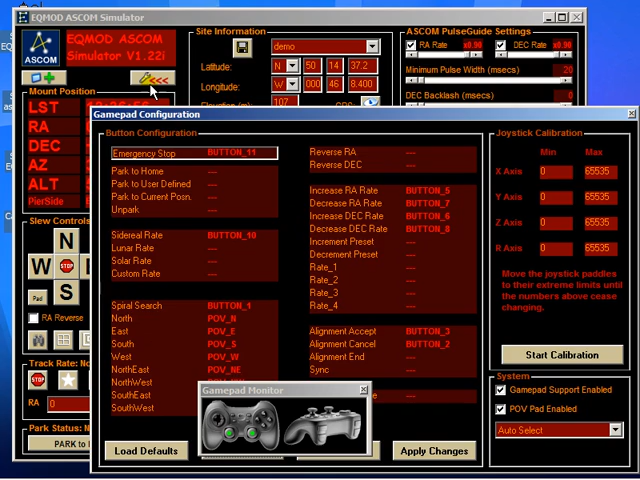 EQMOD ASCOM Simulator
EQMOD ASCOM
Simulator V1.22i
ASCOM
<<<
Mount Position
LST
RA
DEC
AZ
ALT
PierSide
Slew Controls
N
W
S
Pad
RA Reverse
Track Rate:
RA 0
Park Status:
PARK to
Site Information
demo
Latitude: N 50 14 37.2
Longitude: W 000 46 8.400
107
ASCOM PulseGuide Settings
RA Rate x0.90 DEC Rate x0.90
Minimum Pulse Width (msecs) 20
DEC Backlash (msecs) 0
Gamepad Configuration
Button Configuration
Emergency Stop BUTTON_11
Park to Home ---
Park to User Defined ---
Park to Current Posn. ---
Unpark ---
Sidereal Rate BUTTON_10
Lunar Rate ---
Solar Rate ---
Custom Rate ---
Spiral Search BUTTON_1
North POV_N
East POV_E
South POV_S
West POV_W
NorthEast POV_NE
NorthWest
SouthEast
SouthWest
Reverse RA ---
Reverse DEC ---
Increase RA Rate BUTTON_5
Decrease RA Rate BUTTON_7
Increase DEC Rate BUTTON_6
Decrease DEC Rate BUTTON_8
Increment Preset ---
Decrement Preset ---
Rate_1 ---
Rate_2 ---
Rate_3 ---
Rate_4 ---
Alignment Accept BUTTON_3
Alignment Cancel BUTTON_2
Alignment End ---
Sync ---
Gamepad Monitor
Load Defaults
Apply Changes
Joystick Calibration
Min Max
X Axis 0 65535
Y Axis 0 65535
Z Axis 0 65535
R Axis 0 65535
Move the joystick paddles
to their extreme limits until
the numbers above cease
changing.
Start Calibration
System
Gamepad Support Enabled
POV Pad Enabled
Auto Select